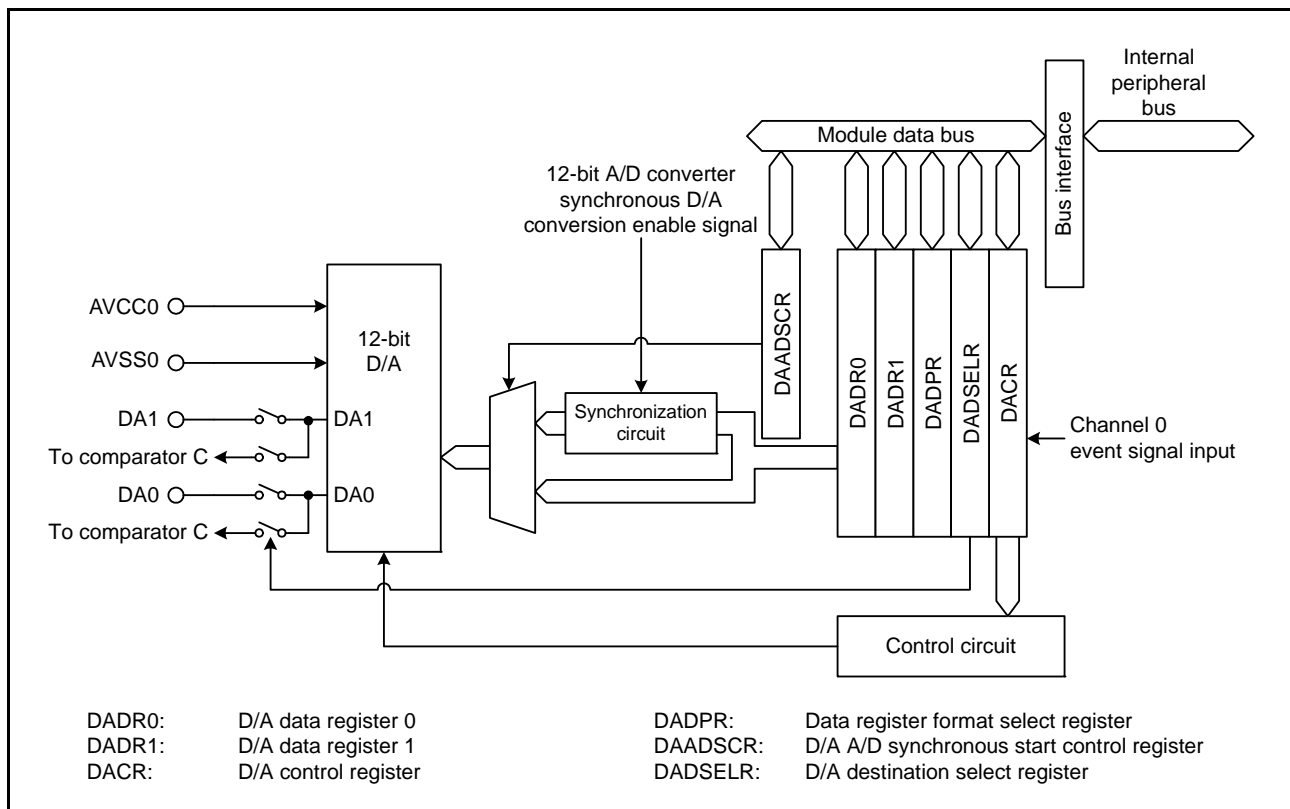 Internal
peripheral
bus
Module data bus
Bus interface
12-bit A/D converter
synchronous D/A
conversion enable signal
AVCC0
AVSS0
12-bit
D/A
DAADSCR
DADR0
DADR1
DADPR
DADSELR
DACR
Synchronization
circuit
DA1
DA1
To comparator C
DA0
DA0
To comparator C
Channel 0
event signal input
Control circuit
DADR0: D/A data register 0
DADR1: D/A data register 1
DACR: D/A control register
DADPR: Data register format select register
DAADSCR: D/A A/D synchronous start control register
DADSELR: D/A destination select register